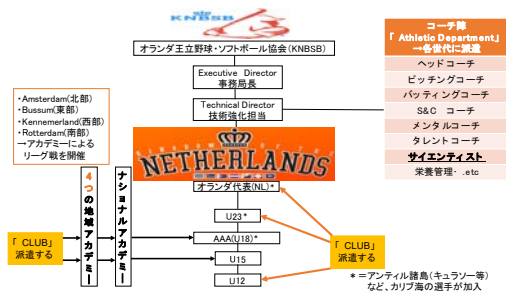 KNBSB
オランダ王立野球・ソフトボール協会(KNBSB)
Executive Director
事務局長
Technical Director
技術強化担当
KINGDOM OF THE
NETHERLANDS
オランダ代表(NL)*
U23*
AAA(U18)*
U15
U12
・Amsterdam(北部)
・Bussum(東部)
・Kennemerland(西部)
・Rotterdam(南部)
→アカデミーによる
リーグ戦を開催
4つの地域アカデミー
ナショナルアカデミー
「 CLUB」
派遣する
「 CLUB」
派遣する
コーチ陣
「 Athletic Department」
→各世代に派遣
ヘッドコーチ
ピッチングコーチ
バッティングコーチ
S&C コーチ
メンタルコーチ
タレントコーチ
サイエンティスト
栄養管理・ .etc
*=アンティル諸島(キュラソー等)
など、カリブ海の選手が加入